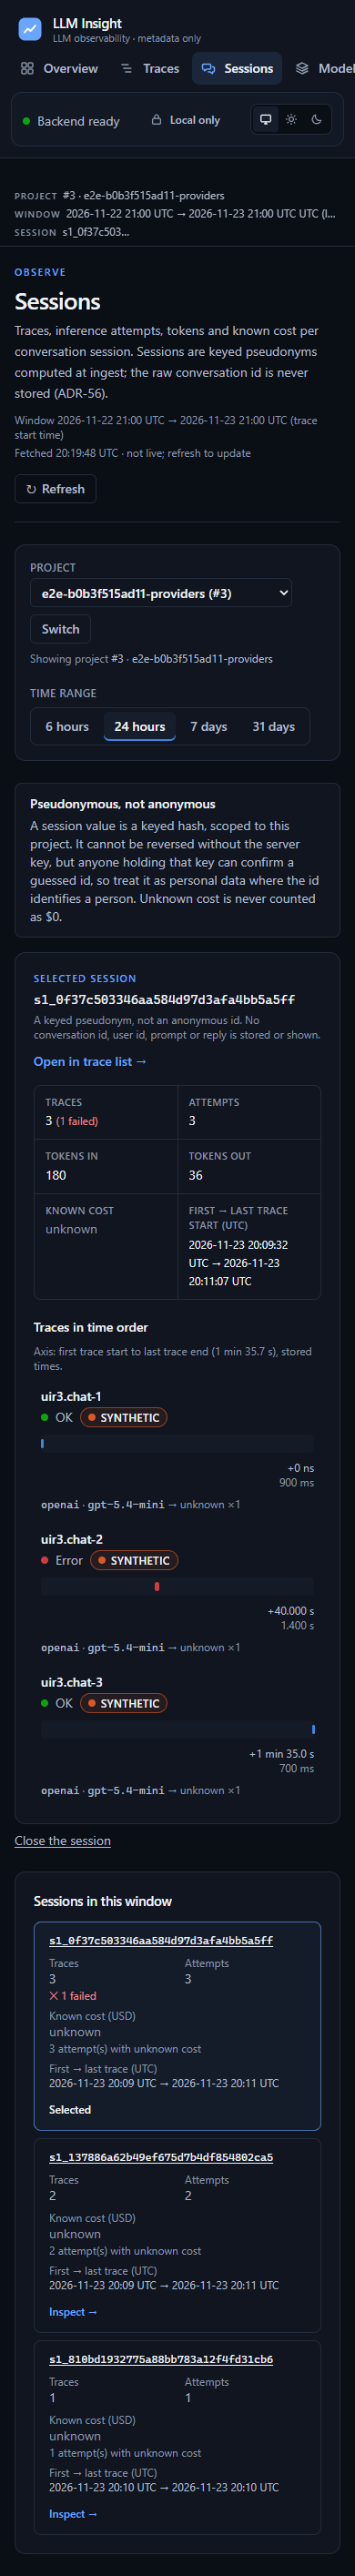 LLM Insight
LLM observability · metadata only
Overview
Traces
Sessions
Model
Backend ready
Local only
PROJECT #3 · e2e-b0b3f515ad11-providers
WINDOW 2026-11-22 21:00 UTC → 2026-11-23 21:00 UTC UTC (l...
SESSION s1_0f37c503...
OBSERVE
Sessions
Traces, inference attempts, tokens and known cost per
conversation session. Sessions are keyed pseudonyms
computed at ingest; the raw conversation id is never
stored (ADR-56).
Window 2026-11-22 21:00 UTC → 2026-11-23 21:00 UTC (trace
start time)
Fetched 20:19:48 UTC · not live; refresh to update
↻ Refresh
PROJECT
e2e-b0b3f515ad11-providers (#3)
Switch
Showing project #3 · e2e-b0b3f515ad11-providers
TIME RANGE
6 hours
24 hours
7 days
31 days
Pseudonymous, not anonymous
A session value is a keyed hash, scoped to this
project. It cannot be reversed without the server
key, but anyone holding that key can confirm a
guessed id, so treat it as personal data where the id
identifies a person. Unknown cost is never counted
as $0.
SELECTED SESSION
s1_0f37c503346aa584d97d3afa4bb5a5ff
A keyed pseudonym, not an anonymous id. No
conversation id, user id, prompt or reply is stored or shown.
Open in trace list →
TRACES
3 (1 failed)
ATTEMPTS
3
TOKENS IN
180
TOKENS OUT
36
KNOWN COST
unknown
FIRST → LAST TRACE
START (UTC)
2026-11-23 20:09:32
UTC → 2026-11-23
20:11:07 UTC
Traces in time order
Axis: first trace start to last trace end (1 min 35.7 s), stored
times.
uir3.chat-1
OK
SYNTHETIC
+0 ns
900 ms
openai · gpt-5.4-mini → unknown ×1
uir3.chat-2
Error
SYNTHETIC
+40.000 s
1.400 s
openai · gpt-5.4-mini → unknown ×1
uir3.chat-3
OK
SYNTHETIC
+1 min 35.0 s
700 ms
openai · gpt-5.4-mini → unknown ×1
Close the session
Sessions in this window
s1_0f37c503346aa584d97d3afa4bb5a5ff
Traces
3
✕ 1 failed
Attempts
3
Known cost (USD)
unknown
3 attempt(s) with unknown cost
First → last trace (UTC)
2026-11-23 20:09 UTC → 2026-11-23 20:11 UTC
Selected
s1_137886a62b49ef675d7b4df854802ca5
Traces
2
Attempts
2
Known cost (USD)
unknown
2 attempt(s) with unknown cost
First → last trace (UTC)
2026-11-23 20:09 UTC → 2026-11-23 20:11 UTC
Inspect →
s1_810bd1932775a88bb783a12f4fd31cb6
Traces
1
Attempts
1
Known cost (USD)
unknown
1 attempt(s) with unknown cost
First → last trace (UTC)
2026-11-23 20:10 UTC → 2026-11-23 20:10 UTC
Inspect →